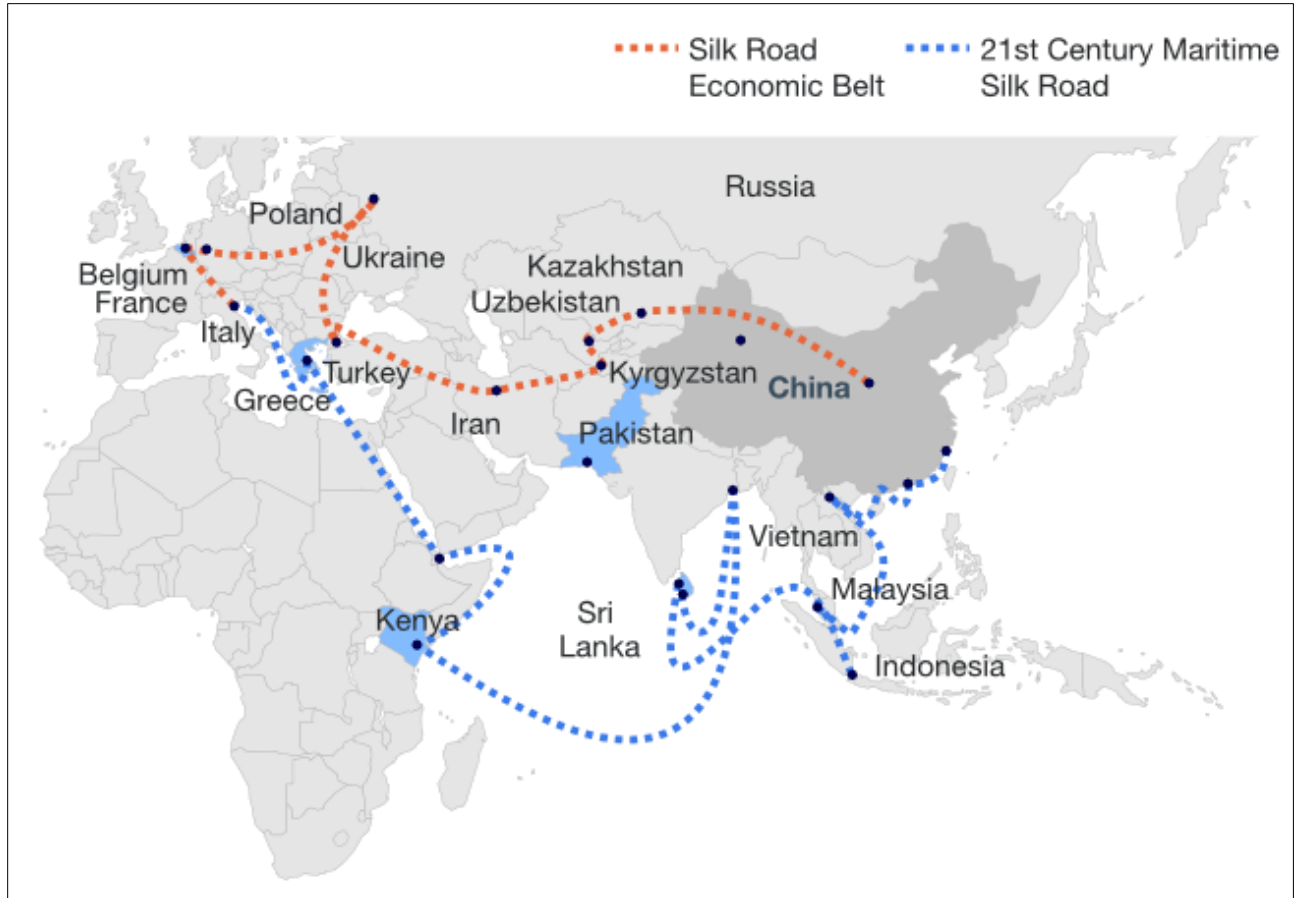 Silk Road
Economic Belt
21st Century Maritime
Silk Road
Russia
Poland
Ukraine
Kazakhstan
Belgium
France
Uzbekistan
Italy
Turkey
Kyrgyzstan
China
Greece
Iran
Pakistan
Vietnam
Malaysia
Kenya
Sri
Lanka
Indonesia